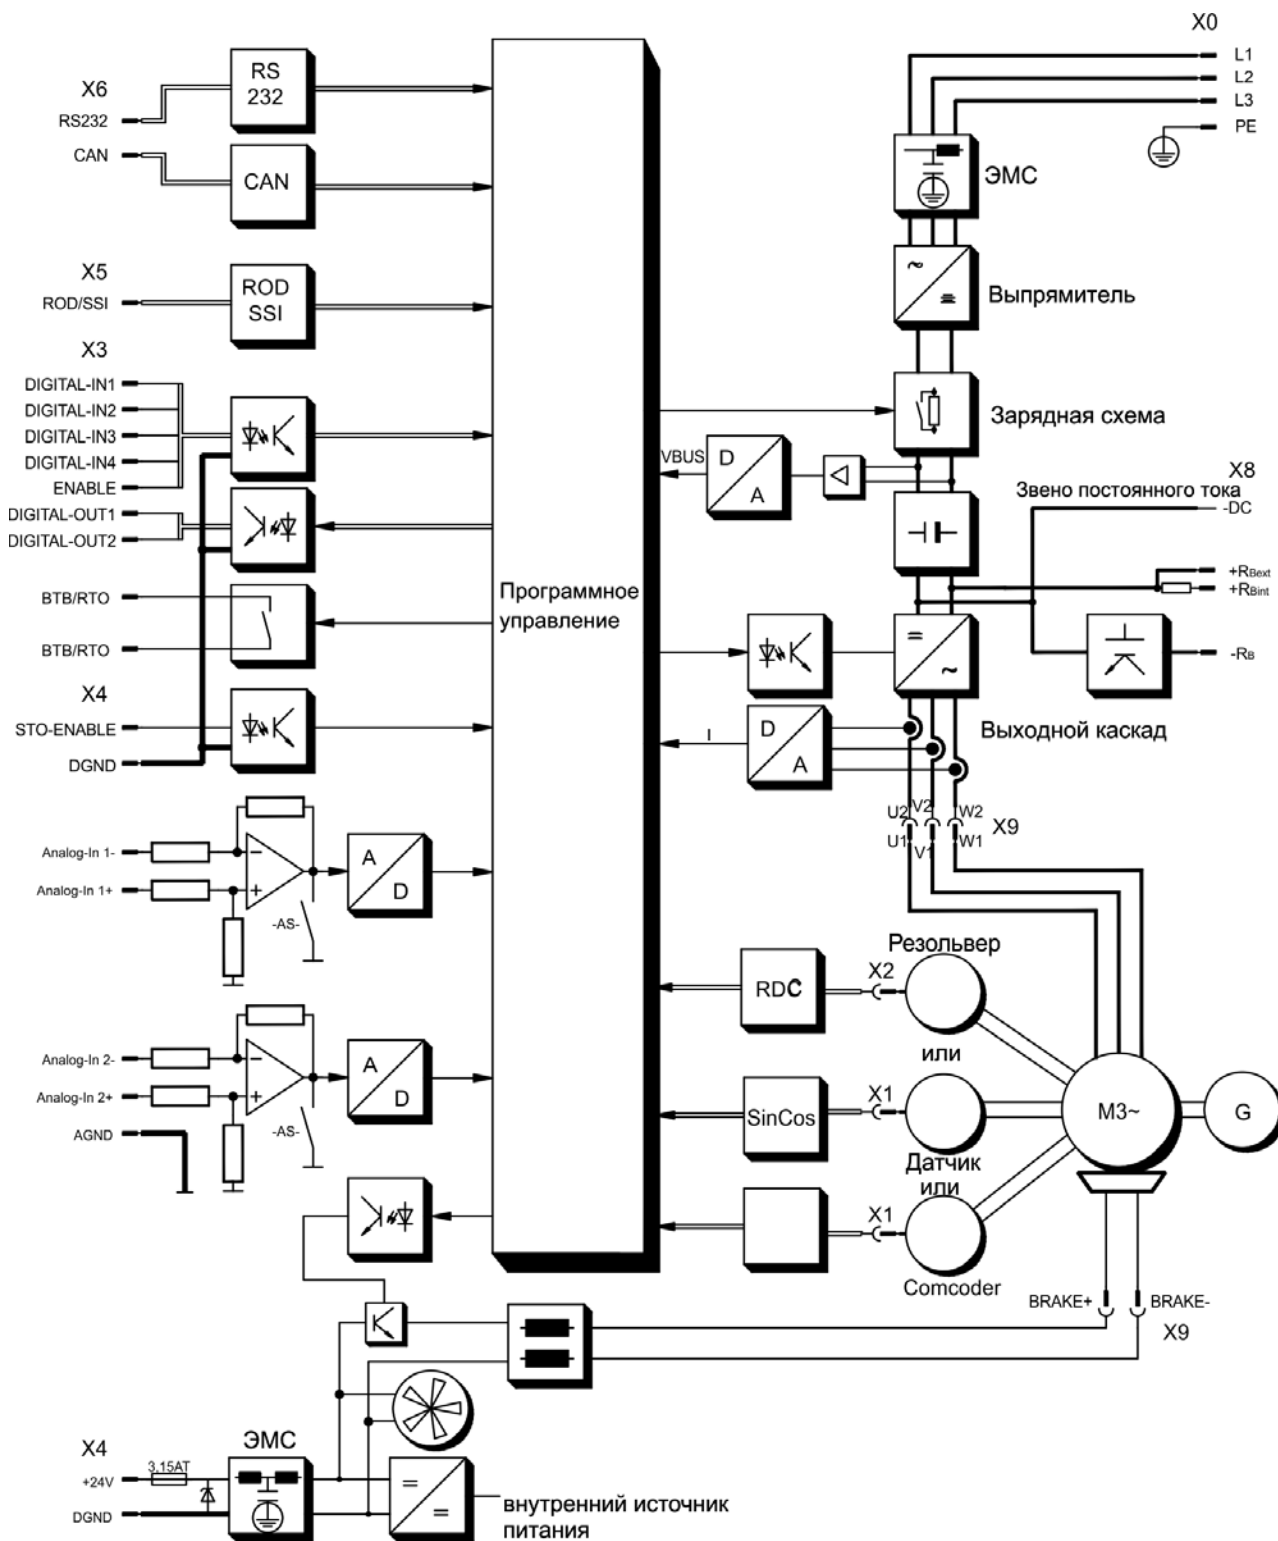 X6
RS232
CAN
RS
232
CAN
X5
ROD/SSI
ROD
SSI
X3
DIGITAL-IN1
DIGITAL-IN2
DIGITAL-IN3
DIGITAL-IN4
ENABLE
DIGITAL-OUT1
DIGITAL-OUT2
BTB/RTO
BTB/RTO
X4
STO-ENABLE
DGND
Analog-In 1-
Analog-In 1+
-AS-
A
D
Analog-In 2-
Analog-In 2+
AGND
-AS-
A
D
X4
3,15AT
+24V
DGND
ЭМС
внутренний источник
питания
Программное
управление
X0
L1
L2
L3
PE
ЭМС
Выпрямитель
Зарядная схема
VBUS
D
A
X8
Звено постоянного тока
-DC
+RBext
+RBint
-RB
Выходной каскад
I
D
A
U2
V2
W2
X9
U1
V1
W1
Резольвер
RDC
X2
или
SinCos
X1
Датчик
или
X1
Comcoder
M3~
G
BRAKE+
BRAKE-
X9